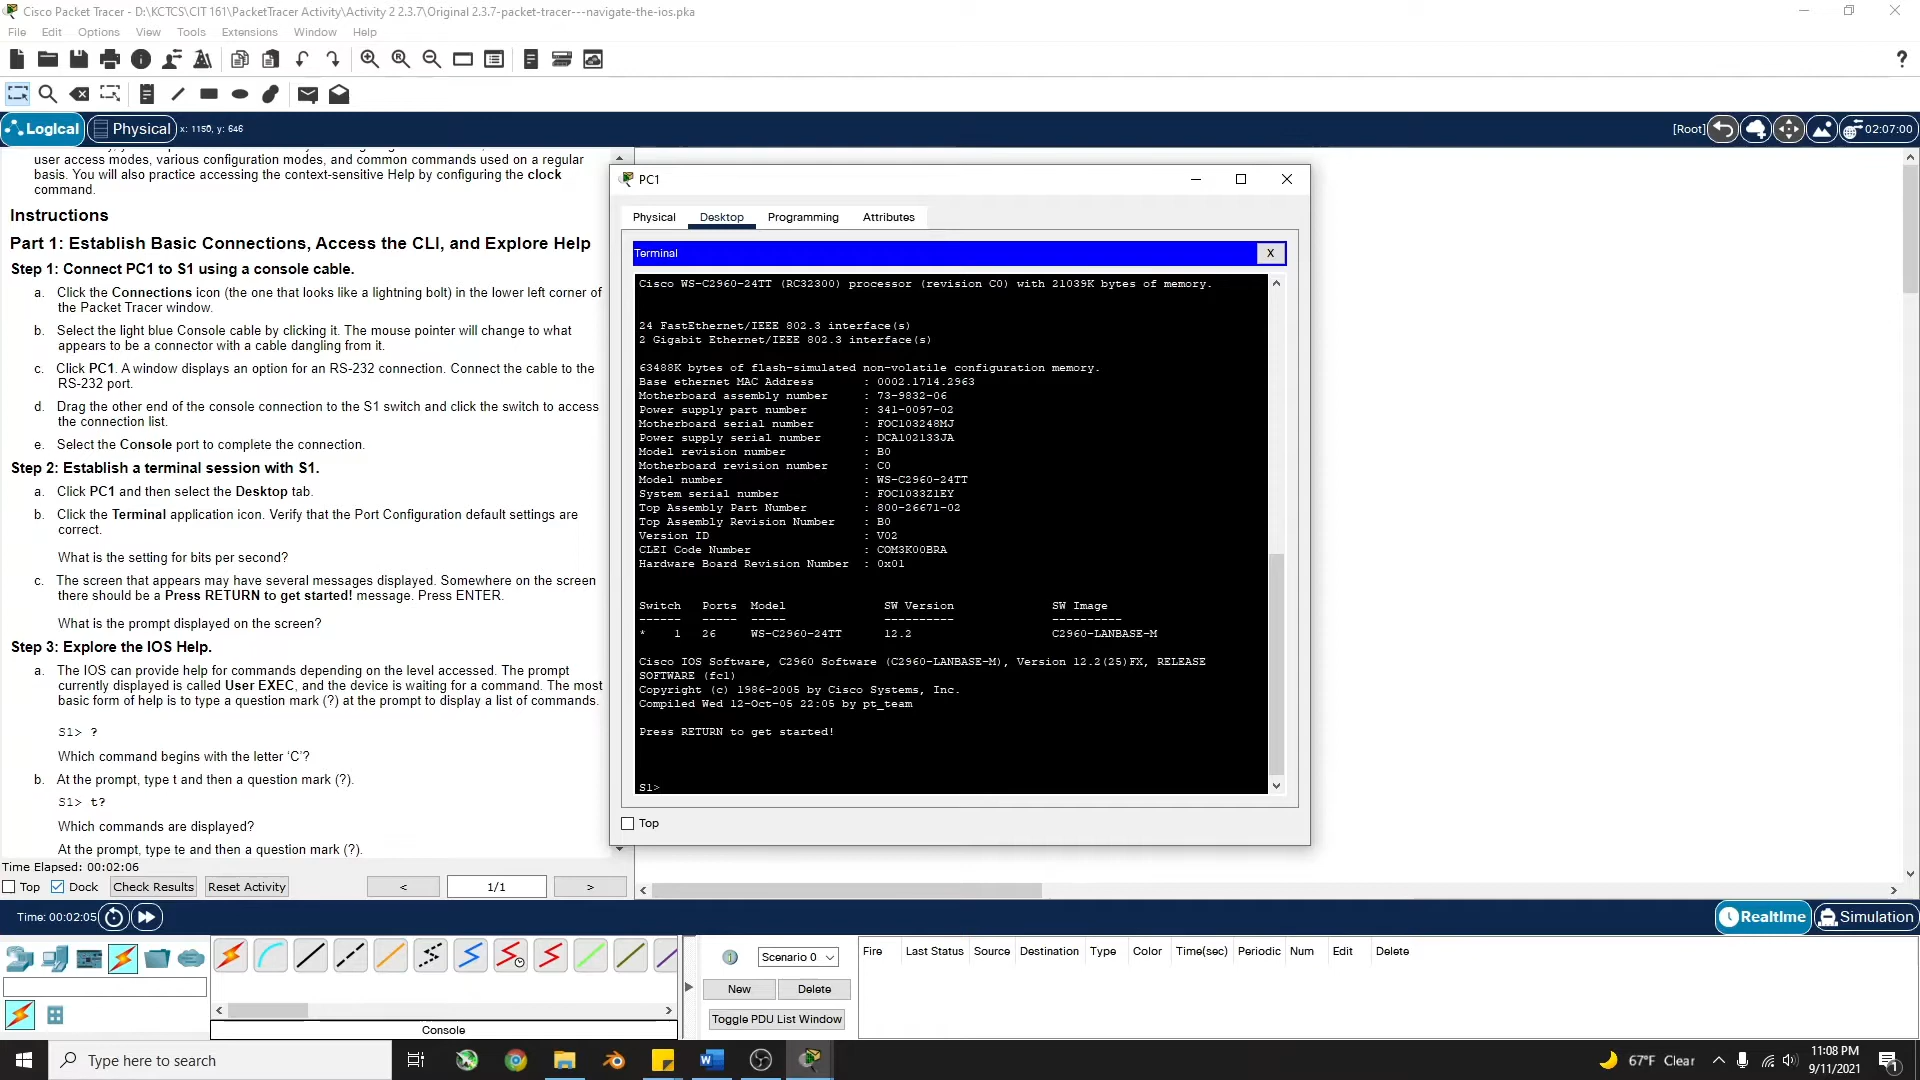 Cisco Packet Tracer - D:\KCTCS\CIT 161\PacketTracer Activity\Activity 2 2.3.7\Original 2.3.7-packet-tracer---navigate-the-ios.pka
File Edit Options View Tools Extensions Window Help
?
Logical Physical x: 1150, y: 646 [Root] 02:07:00
user access modes, various configuration modes, and common commands used on a regular
basis. You will also practice accessing the context-sensitive Help by configuring the clock
command.
Instructions
Part 1: Establish Basic Connections, Access the CLI, and Explore Help
Step 1: Connect PC1 to S1 using a console cable.
a. Click the Connections icon (the one that looks like a lightning bolt) in the lower left corner of
the Packet Tracer window.
b. Select the light blue Console cable by clicking it. The mouse pointer will change to what
appears to be a connector with a cable dangling from it.
c. Click PC1. A window displays an option for an RS-232 connection. Connect the cable to the
RS-232 port.
d. Drag the other end of the console connection to the S1 switch and click the switch to access
the connection list.
e. Select the Console port to complete the connection.
Step 2: Establish a terminal session with S1.
a. Click PC1 and then select the Desktop tab.
b. Click the Terminal application icon. Verify that the Port Configuration default settings are
correct.
What is the setting for bits per second?
c. The screen that appears may have several messages displayed. Somewhere on the screen
there should be a Press RETURN to get started! message. Press ENTER.
What is the prompt displayed on the screen?
Step 3: Explore the IOS Help.
a. The IOS can provide help for commands depending on the level accessed. The prompt
currently displayed is called User EXEC, and the device is waiting for a command. The most
basic form of help is to type a question mark (?) at the prompt to display a list of commands.
S1> ?
Which command begins with the letter ‘C’?
b. At the prompt, type t and then a question mark (?).
S1> t?
Which commands are displayed?
At the prompt, type te and then a question mark (?).
Time Elapsed: 00:02:06
Top Dock Check Results Reset Activity < 1/1 >
PC1
Physical Desktop Programming Attributes
Terminal X
Cisco WS-C2960-24TT (RC32300) processor (revision C0) with 21039K bytes of memory.
24 FastEthernet/IEEE 802.3 interface(s)
2 Gigabit Ethernet/IEEE 802.3 interface(s)
63488K bytes of flash-simulated non-volatile configuration memory.
Base ethernet MAC Address : 0002.1714.2963
Motherboard assembly number : 73-9832-06
Power supply part number : 341-0097-02
Motherboard serial number : FOC103248MJ
Power supply serial number : DCA102133JA
Model revision number : B0
Motherboard revision number : C0
Model number : WS-C2960-24TT
System serial number : FOC1033Z1EY
Top Assembly Part Number : 800-26671-02
Top Assembly Revision Number : B0
Version ID : V02
CLEI Code Number : COM3K00BRA
Hardware Board Revision Number : 0x01
Switch Ports Model SW Version SW Image
------ ----- ----- ---------- ----------
* 1 26 WS-C2960-24TT 12.2 C2960-LANBASE-M
Cisco IOS Software, C2960 Software (C2960-LANBASE-M), Version 12.2(25)FX, RELEASE
SOFTWARE (fc1)
Copyright (c) 1986-2005 by Cisco Systems, Inc.
Compiled Wed 12-Oct-05 22:05 by pt_team
Press RETURN to get started!
S1>
Top
Time: 00:02:05 Realtime Simulation
Console
Scenario 0
New Delete
Toggle PDU List Window
Fire Last Status Source Destination Type Color Time(sec) Periodic Num Edit Delete
Type here to search
67°F Clear
11:08 PM
9/11/2021
1